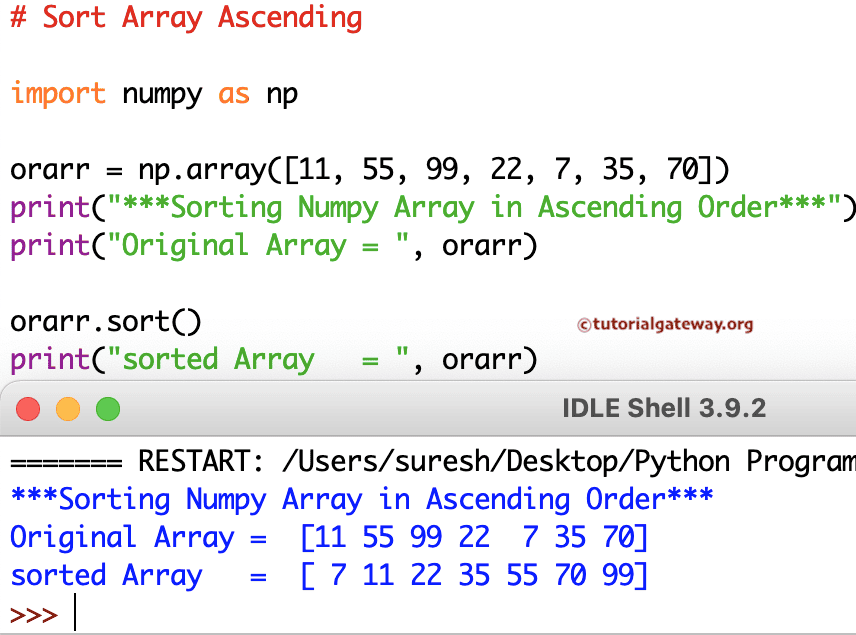 # Sort Array Ascending
import numpy as np
orarr = np.array([11, 55, 99, 22, 7, 35, 70])
print("***Sorting Numpy Array in Ascending Order***")
print("Original Array = ", orarr)
orarr.sort()
©tutorialgateway.org
print("sorted Array   = ", orarr)
IDLE Shell 3.9.2
======= RESTART: /Users/suresh/Desktop/Python Program
***Sorting Numpy Array in Ascending Order***
Original Array =  [11 55 99 22  7 35 70]
sorted Array   =  [ 7 11 22 35 55 70 99]
>>>